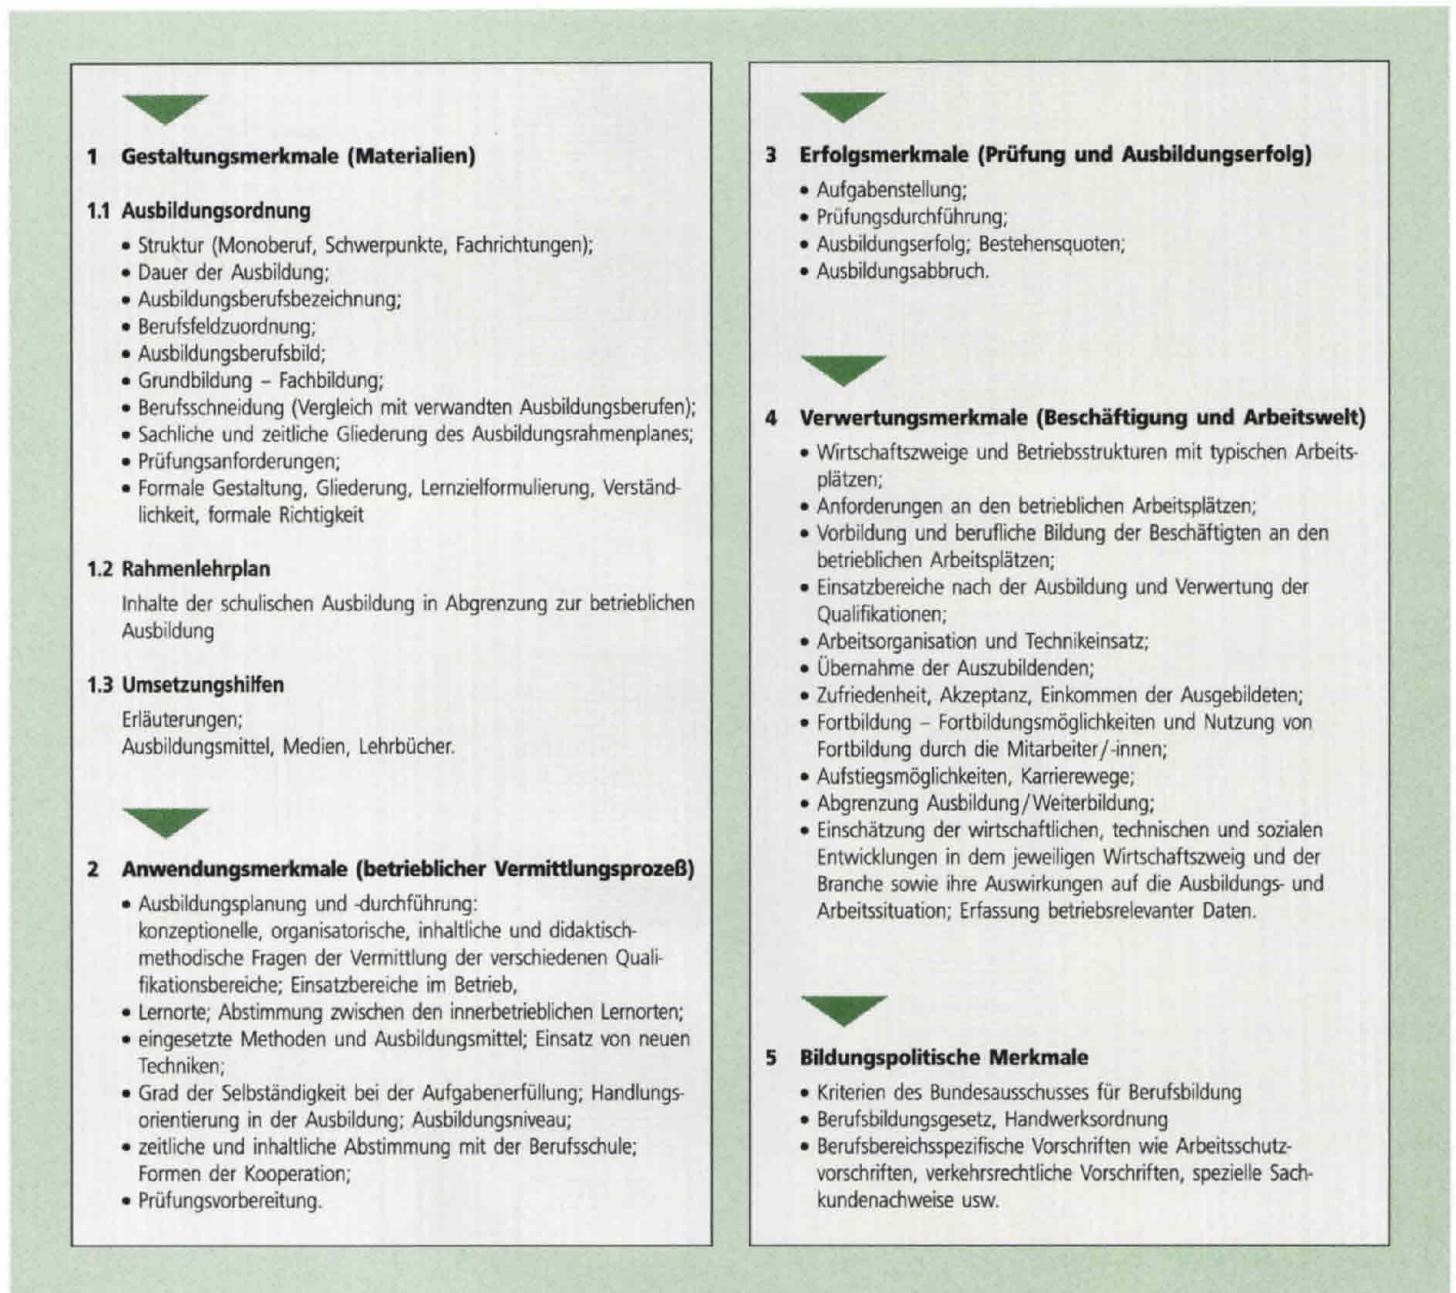 1 Gestaltungsmerkmale (Materialien)
1.1 Ausbildungsordnung
• Struktur (Monoberuf, Schwerpunkte, Fachrichtungen);
• Dauer der Ausbildung;
• Ausbildungsberufsbezeichnung;
• Berufsfeldzuordnung;
• Ausbildungsberufsbild;
• Grundbildung – Fachbildung;
• Berufsschneidung (Vergleich mit verwandten Ausbildungsberufen);
• Sachliche und zeitliche Gliederung des Ausbildungsrahmenplanes;
• Prüfungsanforderungen;
• Formale Gestaltung, Gliederung, Lernzielformulierung, Verständ-
lichkeit, formale Richtigkeit
1.2 Rahmenlehrplan
Inhalte der schulischen Ausbildung in Abgrenzung zur betrieblichen
Ausbildung
1.3 Umsetzungshilfen
Erläuterungen;
Ausbildungsmittel, Medien, Lehrbücher.
2 Anwendungsmerkmale (betrieblicher Vermittlungsprozeß)
• Ausbildungsplanung und -durchführung:
konzeptionelle, organisatorische, inhaltliche und didaktisch-
methodische Fragen der Vermittlung der verschiedenen Quali-
fikationsbereiche; Einsatzbereiche im Betrieb,
• Lernorte; Abstimmung zwischen den innerbetrieblichen Lernorten;
• eingesetzte Methoden und Ausbildungsmittel; Einsatz von neuen
Techniken;
• Grad der Selbständigkeit bei der Aufgabenerfüllung; Handlungs-
orientierung in der Ausbildung; Ausbildungsniveau;
• zeitliche und inhaltliche Abstimmung mit der Berufsschule;
Formen der Kooperation;
• Prüfungsvorbereitung.
3 Erfolgsmerkmale (Prüfung und Ausbildungserfolg)
• Aufgabenstellung;
• Prüfungsdurchführung;
• Ausbildungserfolg; Bestehensquoten;
• Ausbildungsabbruch.
4 Verwertungsmerkmale (Beschäftigung und Arbeitswelt)
• Wirtschaftszweige und Betriebsstrukturen mit typischen Arbeits-
plätzen;
• Anforderungen an den betrieblichen Arbeitsplätzen;
• Vorbildung und berufliche Bildung der Beschäftigten an den
betrieblichen Arbeitsplätzen;
• Einsatzbereiche nach der Ausbildung und Verwertung der
Qualifikationen;
• Arbeitsorganisation und Technikeinsatz;
• Übernahme der Auszubildenden;
• Zufriedenheit, Akzeptanz, Einkommen der Ausgebildeten;
• Fortbildung – Fortbildungsmöglichkeiten und Nutzung von
Fortbildung durch die Mitarbeiter/-innen;
• Aufstiegsmöglichkeiten, Karrierewege;
• Abgrenzung Ausbildung/Weiterbildung;
• Einschätzung der wirtschaftlichen, technischen und sozialen
Entwicklungen in dem jeweiligen Wirtschaftszweig und der
Branche sowie ihre Auswirkungen auf die Ausbildungs- und
Arbeitssituation; Erfassung betriebsrelevanter Daten.
5 Bildungspolitische Merkmale
• Kriterien des Bundesausschusses für Berufsbildung
• Berufsbildungsgesetz, Handwerksordnung
• Berufsbereichsspezifische Vorschriften wie Arbeitsschutz-
vorschriften, verkehrsrechtliche Vorschriften, spezielle Sach-
kundenachweise usw.